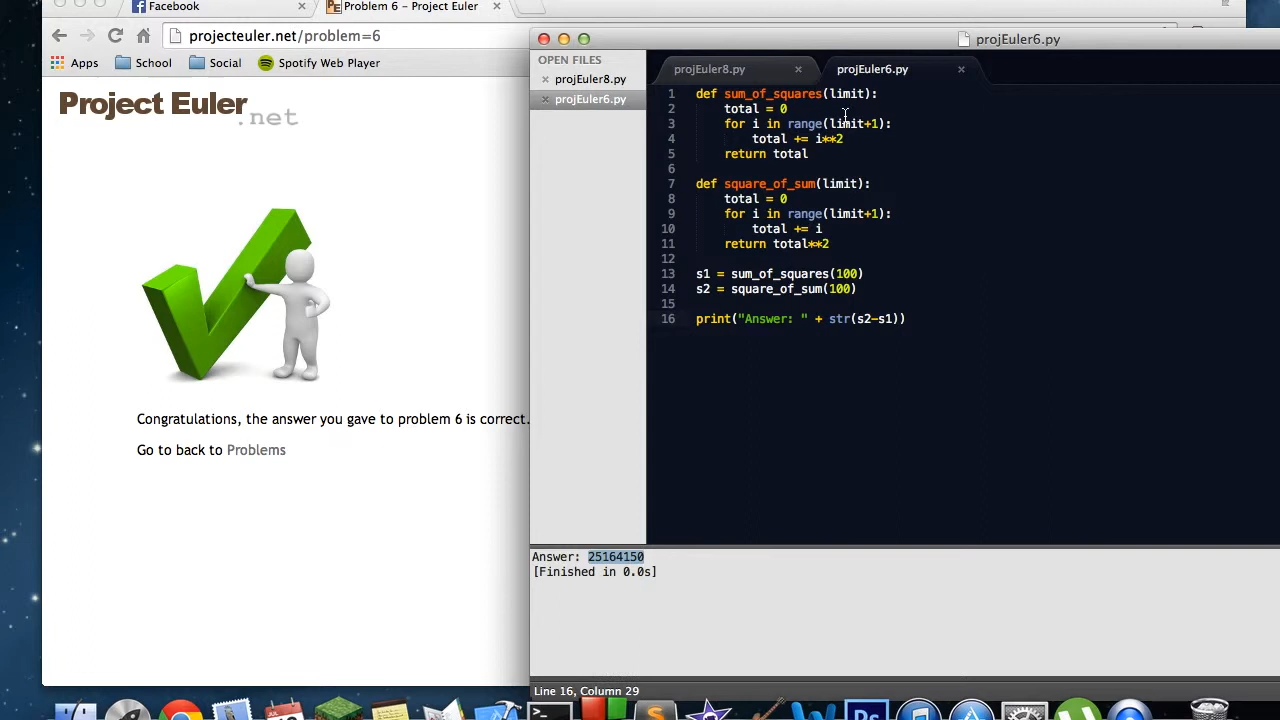 Facebook
Problem 6 - Project Euler
projecteuler.net/problem=6
Apps School Social Spotify Web Player
Project Euler
.net
Congratulations, the answer you gave to problem 6 is correct.
Go to back to Problems
projEuler6.py
OPEN FILES
projEuler8.py
projEuler6.py
projEuler8.py
projEuler6.py
1 def sum_of_squares(limit):
2 total = 0
3 for i in range(limit+1):
4 total += i**2
5 return total
6
7 def square_of_sum(limit):
8 total = 0
9 for i in range(limit+1):
10 total += i
11 return total**2
12
13 s1 = sum_of_squares(100)
14 s2 = square_of_sum(100)
15
16 print("Answer: " + str(s2-s1))
Answer: 25164150
[Finished in 0.0s]
Line 16, Column 29
Ps